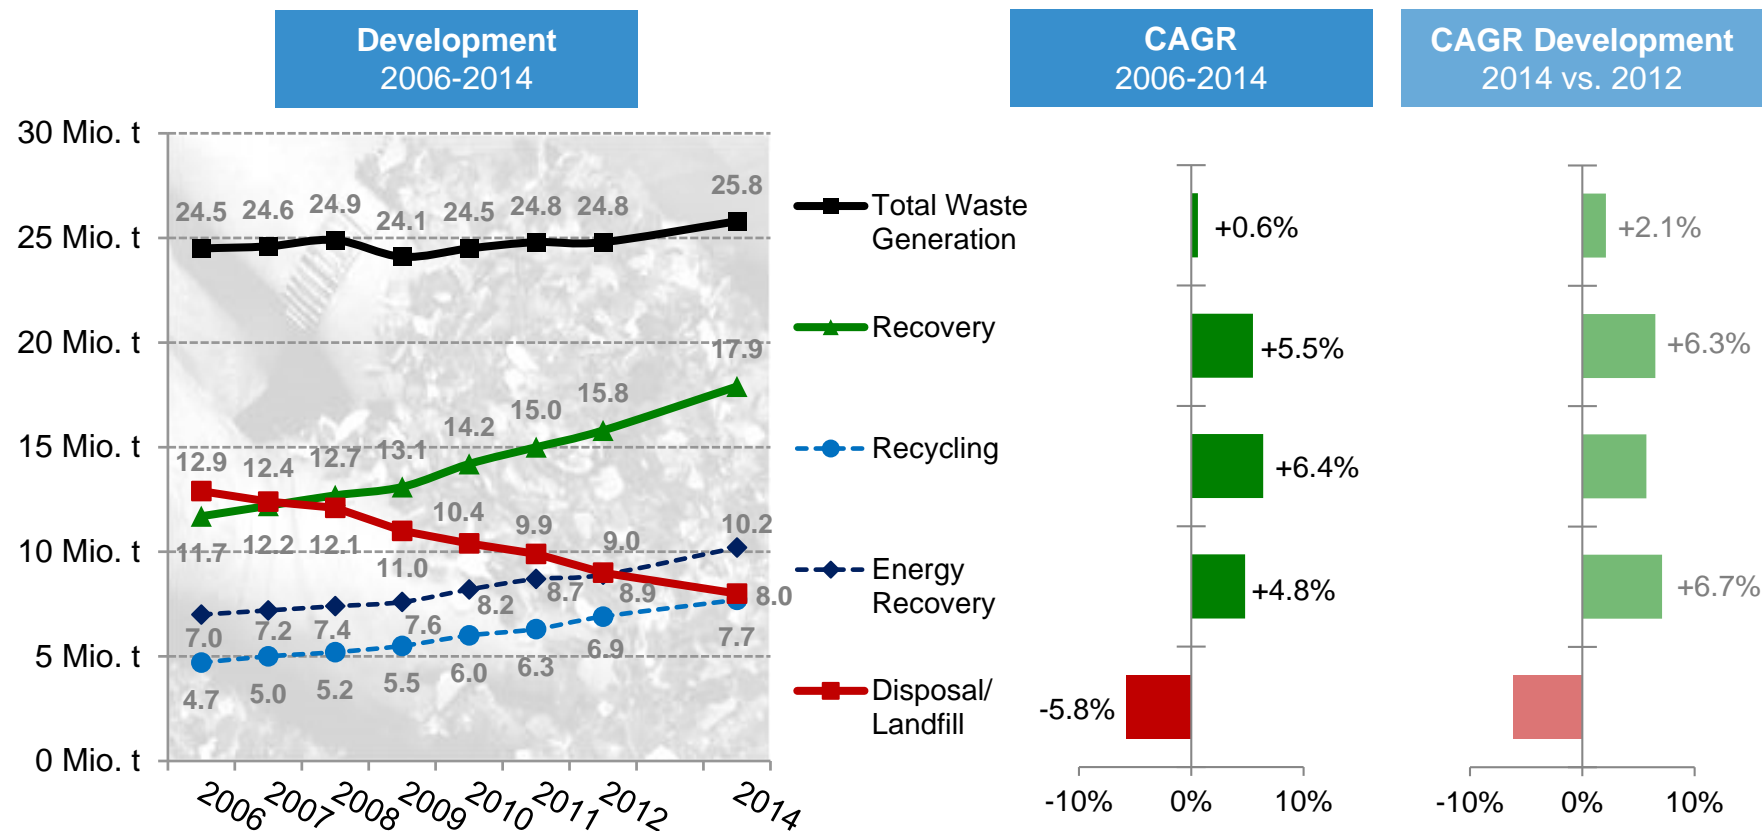 Development
2006-2014
CAGR
2006-2014
CAGR Development
2014 vs. 2012
30 Mio. t
25 Mio. t
20 Mio. t
15 Mio. t
10 Mio. t
5 Mio. t
0 Mio. t
24.5 24.6 24.9 24.1 24.5 24.8 24.8 25.8
11.7 12.2 12.7 13.1 14.2 15.0 15.8 17.9
12.9 12.4 12.1 11.0 10.4 9.9 9.0 8.0
7.0 7.2 7.4 7.6 8.2 8.7 8.9 10.2
4.7 5.0 5.2 5.5 6.0 6.3 6.9 7.7
2006 2007 2008 2009 2010 2011 2012 2014
Total Waste
Generation
Recovery
Recycling
Energy
Recovery
Disposal/
Landfill
+0.6%
+5.5%
+6.4%
+4.8%
-5.8%
-10% 0% 10%
+2.1%
+6.3%
+6.7%
-10% 0% 10%